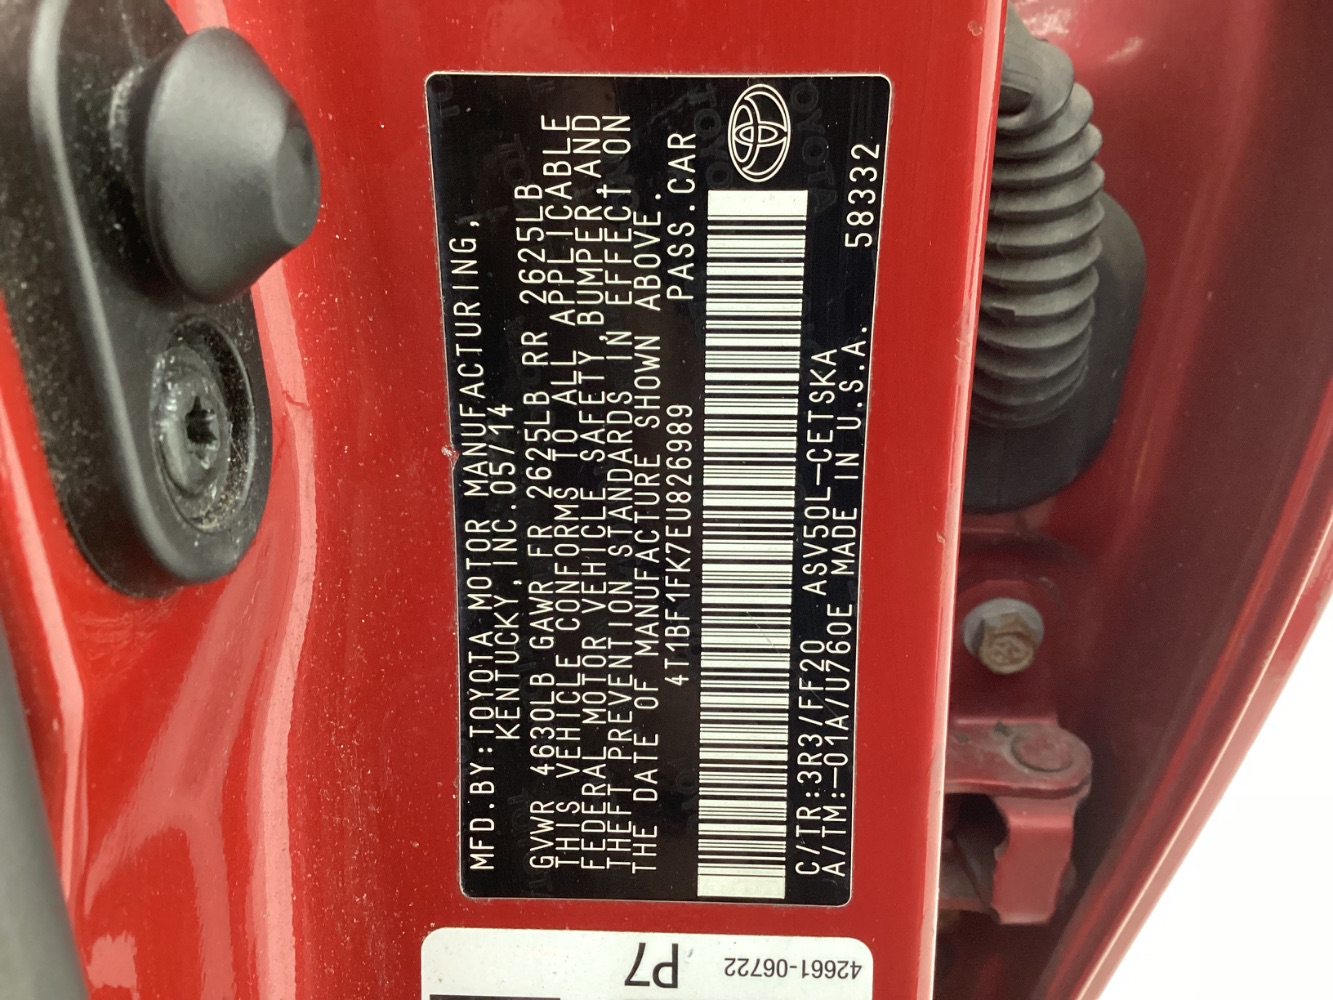 MFD.BY:TOYOTA MOTOR MANUFACTURING,
KENTUCKY,INC.05/14
GVWR 4630LB GAWR FR 2625LB RR 2625LB
THIS VEHICLE CONFORMS TO ALL APPLICABLE
FEDERAL MOTOR VEHICLE SAFETY,BUMPER,AND
THEFT PREVENTION STANDARDS IN EFFECT ON
THE DATE OF MANUFACTURE SHOWN ABOVE.
4T1BF1FK7EU826989 PASS.CAR
C/TR:3R3/FF20 ASV50L-CETSKA 58332
A/TM:-01A/U760E MADE IN U.S.A.
42661-06722
P7